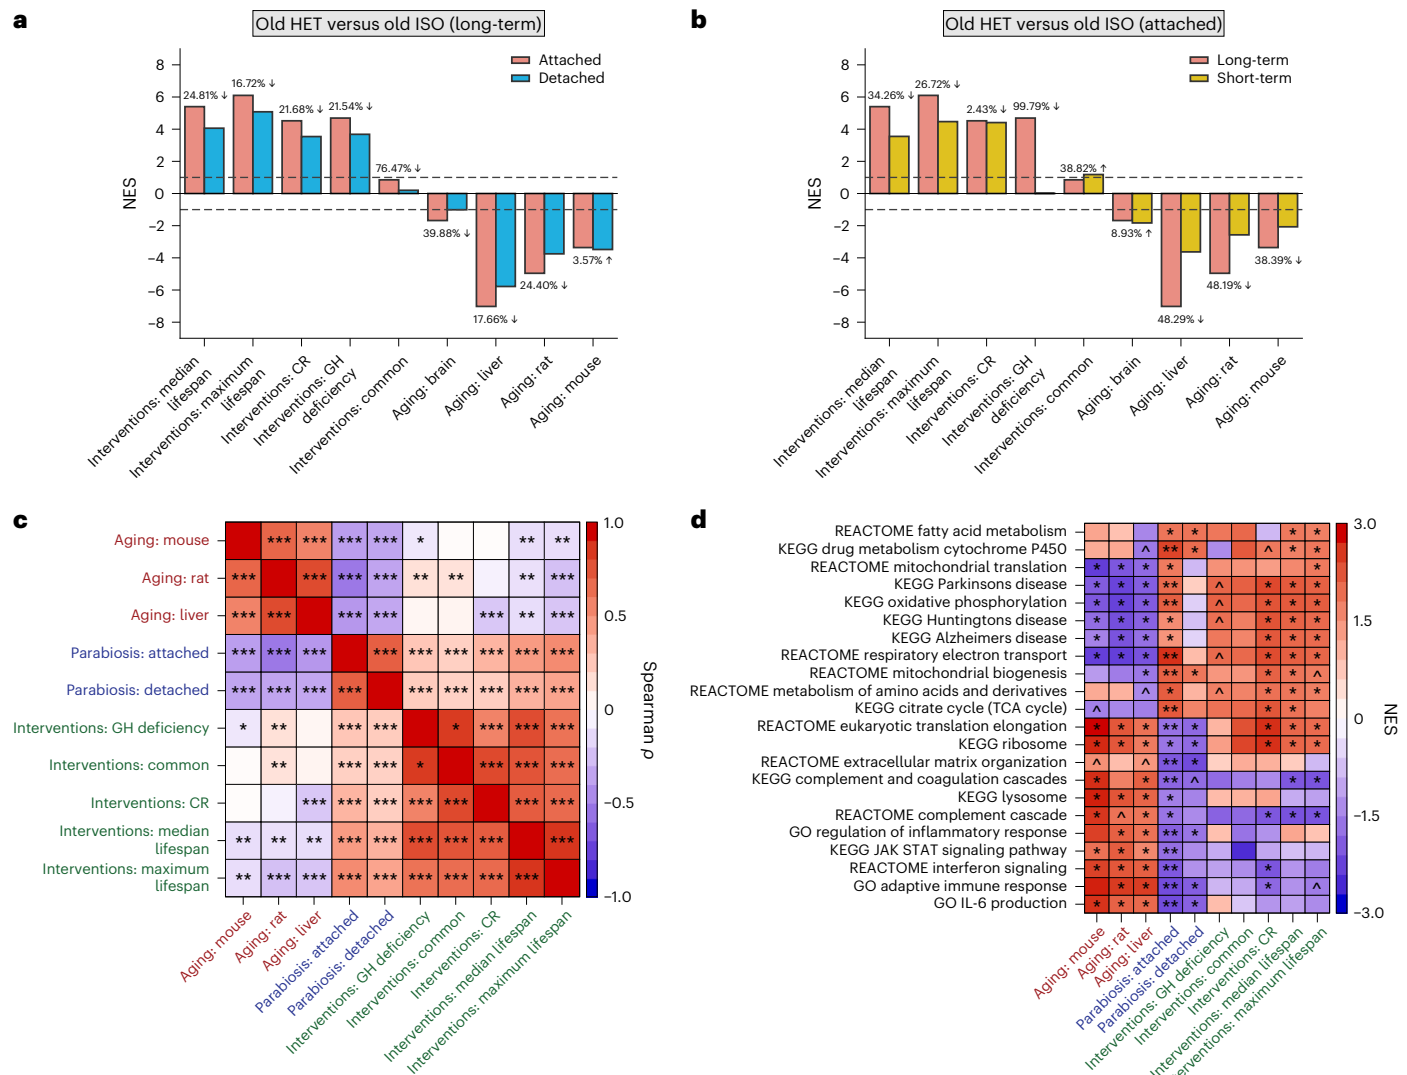 a
Old HET versus old ISO (long-term)
Attached
Detached
NES
8
6
4
2
0
−2
−4
−6
−8
24.81% ↓
16.72% ↓
21.68% ↓
21.54% ↓
76.47% ↓
39.88% ↓
17.66% ↓
24.40% ↓
3.57% ↑
Interventions: median
lifespan
Interventions: maximum
lifespan
Interventions: CR
Interventions: GH
deficiency
Interventions: common
Aging: brain
Aging: liver
Aging: rat
Aging: mouse
b
Old HET versus old ISO (attached)
Long-term
Short-term
NES
8
6
4
2
0
−2
−4
−6
−8
34.26% ↓
26.72% ↓
2.43% ↓
99.79% ↓
38.82% ↑
8.93% ↑
48.29% ↓
48.19% ↓
38.39% ↓
Interventions: median
lifespan
Interventions: maximum
lifespan
Interventions: CR
Interventions: GH
deficiency
Interventions: common
Aging: brain
Aging: liver
Aging: rat
Aging: mouse
c
Aging: mouse *** *** *** *** * ** **
Aging: rat *** *** *** *** ** ** ** ***
Aging: liver *** *** *** *** *** ** ***
Parabiosis: attached *** *** *** *** *** *** *** *** ***
Parabiosis: detached *** *** *** *** *** *** *** *** ***
Interventions: GH deficiency * ** *** *** * *** *** ***
Interventions: common ** *** *** * *** *** ***
Interventions: CR *** *** *** *** *** *** ***
Interventions: median
lifespan
** ** ** *** *** *** *** *** ***
Interventions: maximum
lifespan
** *** *** *** *** *** *** *** ***
Aging: mouse
Aging: rat
Aging: liver
Parabiosis: attached
Parabiosis: detached
Interventions: GH deficiency
Interventions: common
Interventions: CR
Interventions: median lifespan
Interventions: maximum lifespan
1.0
0.5
0
−0.5
−1.0
Spearman ρ
d
REACTOME fatty acid metabolism * * * *
KEGG drug metabolism cytochrome P450 ^ ** * ^ * *
REACTOME mitochondrial translation * * * * *
KEGG Parkinsons disease * * * ** ^ * * *
KEGG oxidative phosphorylation * * * ** ^ * * *
KEGG Huntingtons disease * * * * ^ * * *
KEGG Alzheimers disease * * * * * * *
REACTOME respiratory electron transport * * * ** ^ * * *
REACTOME mitochondrial biogenesis * ** * * * ^
REACTOME metabolism of amino acids and derivatives ^ * ^ * * *
KEGG citrate cycle (TCA cycle) ^ ** * *
REACTOME eukaryotic translation elongation * * * ** * * * *
KEGG ribosome * * * * * * * *
REACTOME extracellular matrix organization ^ ^ ** *
KEGG complement and coagulation cascades * * ** ^ * *
KEGG lysosome * * * *
REACTOME complement cascade * ^ * * * * *
GO regulation of inflammatory response * * ** *
KEGG JAK STAT signaling pathway * * * **
REACTOME interferon signaling * * * ** *
GO adaptive immune response * * ** * * ^
GO IL-6 production * * * ** *
Aging: mouse
Aging: rat
Aging: liver
Parabiosis: attached
Parabiosis: detached
Interventions: GH deficiency
Interventions: common
Interventions: CR
Interventions: median lifespan
maximum lifespan
3.0
1.5
0
−1.5
−3.0
NES